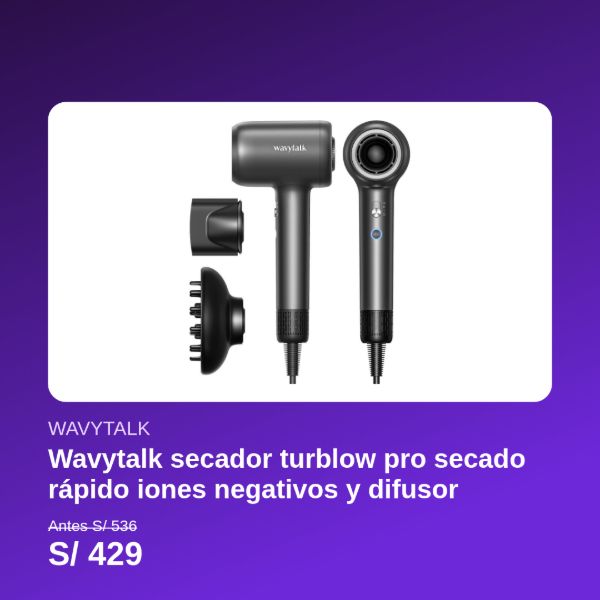 wavytalk
WAVYTALK
Wavytalk secador turblow pro secado
rápido iones negativos y difusor
Antes S/ 536
S/ 429